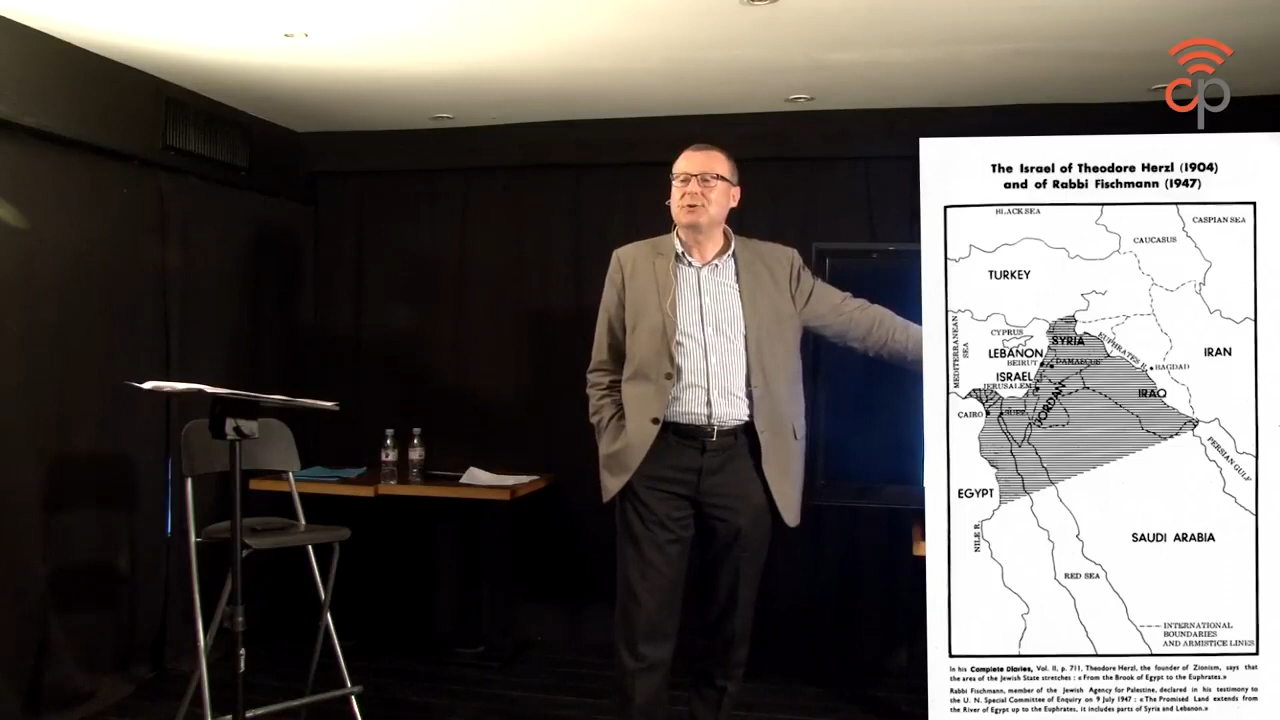 cp
The Israel of Theodore Herzl (1904)
and of Rabbi Fischmann (1947)
BLACK SEA
CASPIAN SEA
CAUCASUS
TURKEY
MEDITERRANEAN
SEA
CYPRUS
SYRIA
EUPHRATES R.
LEBANON
IRAN
BEIRUT
DAMASCUS
BAGDAD
ISRAEL
JERUSALEM
JORDAN
IRAQ
CAIRO
SUEZ
PERSIAN GULF
EGYPT
NILE R.
SAUDI ARABIA
RED SEA
INTERNATIONAL
BOUNDARIES
AND ARMISTICE LINES
In his Complete Diaries, Vol. II, p. 711, Theodore Herzl, the founder of Zionism, says that
the area of the Jewish State stretches : « From the Brook of Egypt to the Euphrates.»
Rabbi Fischmann, member of the Jewish Agency for Palestine, declared in his testimony to
the U. N. Special Committee of Enquiry on 9 July 1947 : «The Promised Land extends from
the River of Egypt up to the Euphrates, it includes parts of Syria and Lebanon.»